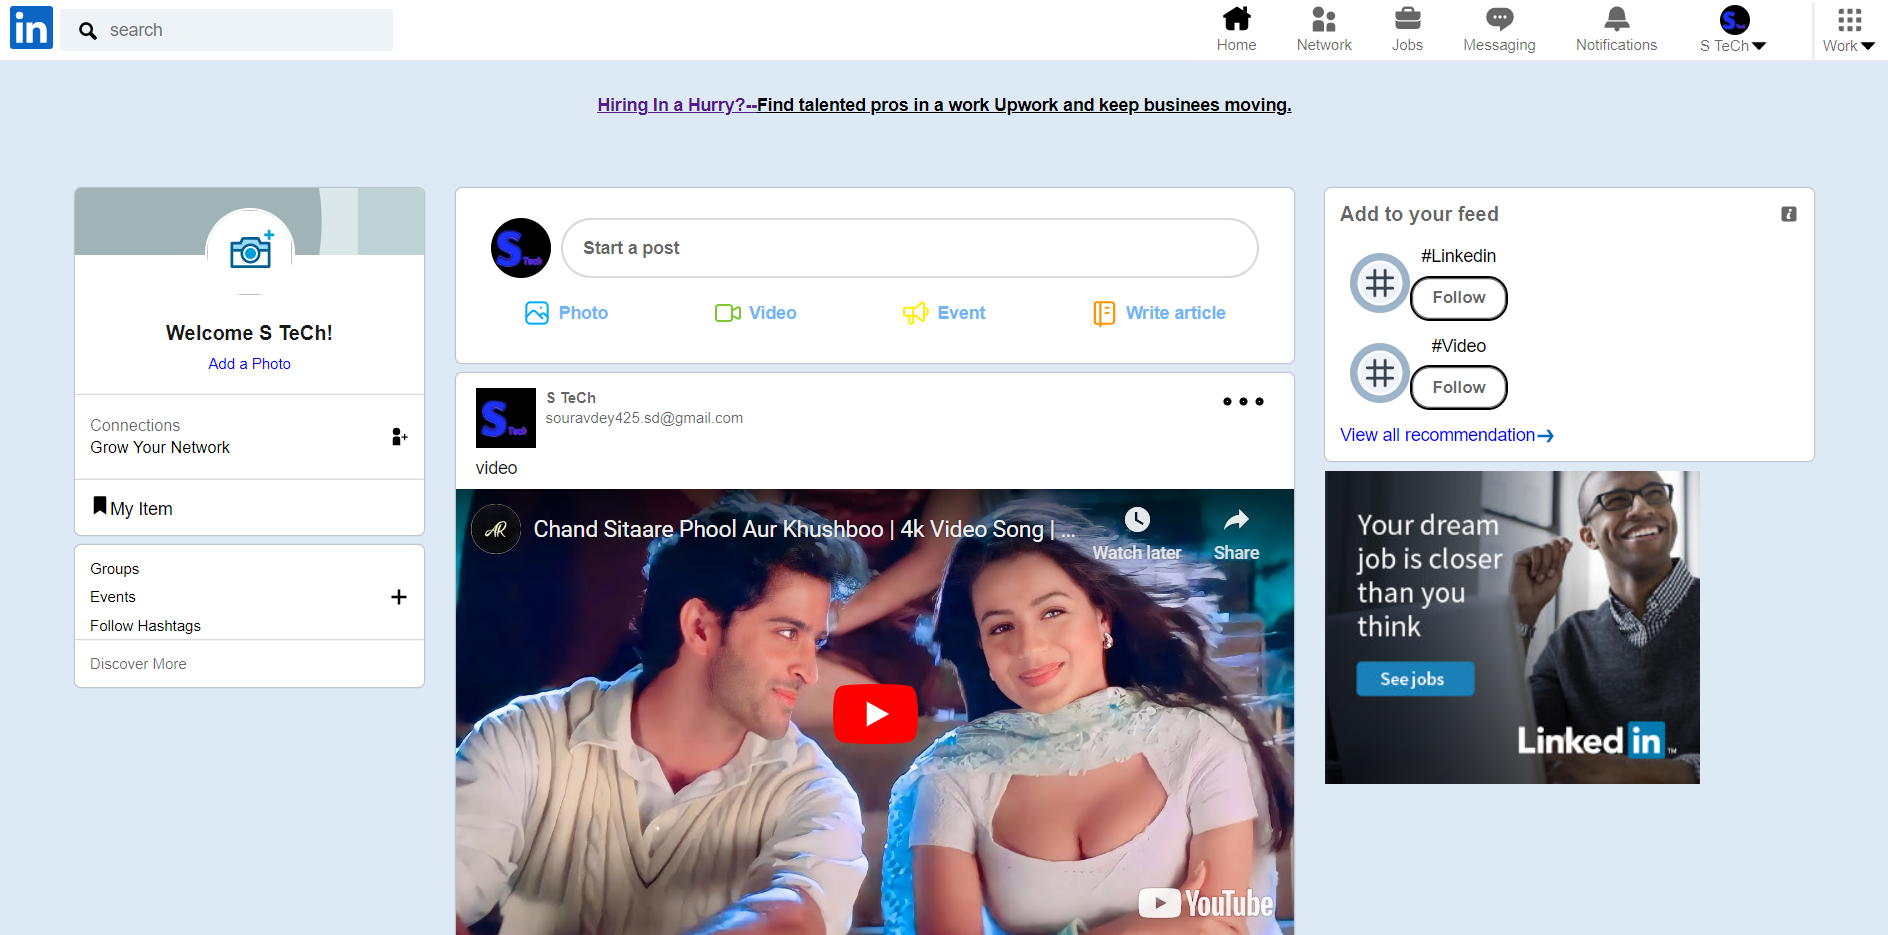 in
search
Home
Network
Jobs
Messaging
Notifications
S TeCh
Work
Hiring In a Hurry?--Find talented pros in a work Upwork and keep businees moving.
Welcome S TeCh!
Add a Photo
Connections
Grow Your Network
My Item
Groups
Events
Follow Hashtags
Discover More
S Tech
Start a post
Photo
Video
Event
Write article
S Tech
S TeCh
souravdey425.sd@gmail.com
video
AR
Chand Sitaare Phool Aur Khushboo | 4k Video Song | ...
Watch later
Share
YouTube
Add to your feed
#Linkedin
Follow
#Video
Follow
View all recommendation
Your dream
job is closer
than you
think
See jobs
Linked in ™